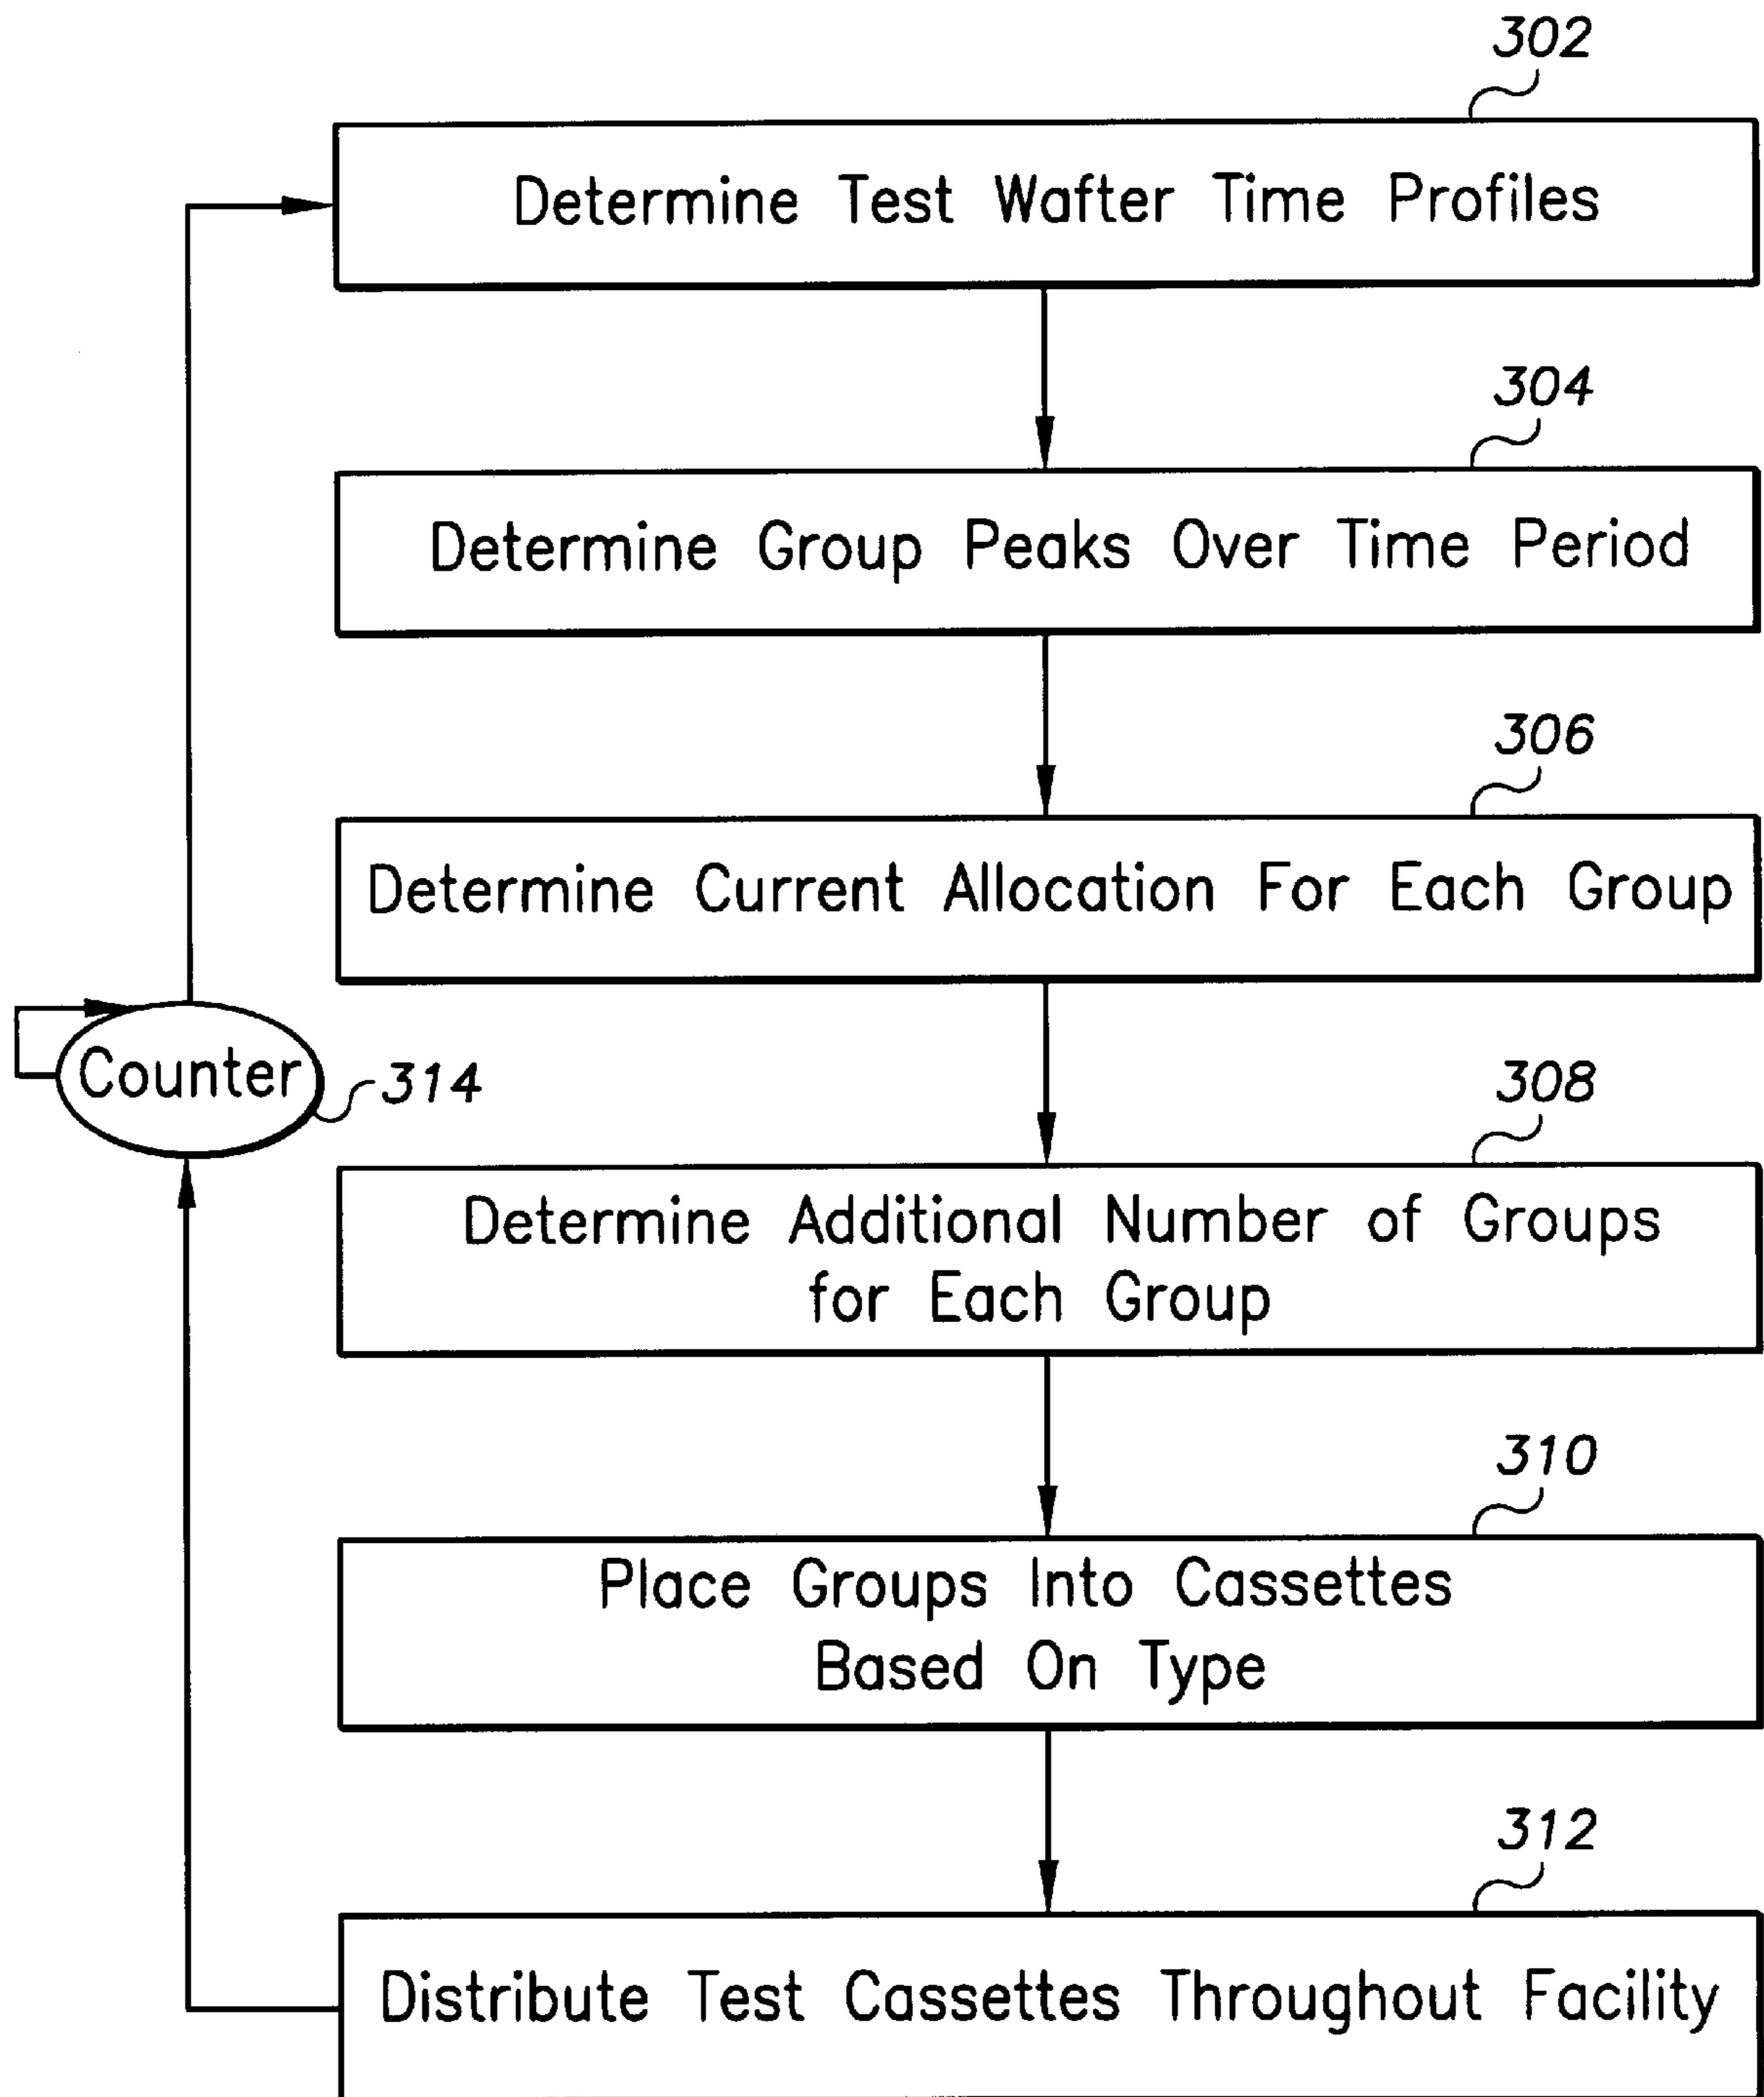 302
Determine Test Wafter Time Profiles
304
Determine Group Peaks Over Time Period
306
Determine Current Allocation For Each Group
Counter
314
308
Determine Additional Number of Groups
for Each Group
310
Place Groups Into Cassettes
Based On Type
312
Distribute Test Cassettes Throughout Facility